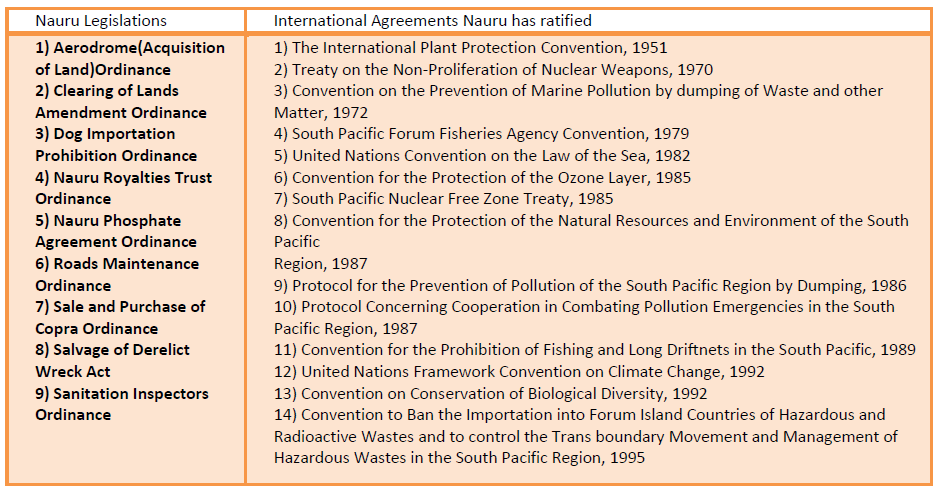 Nauru Legislations
International Agreements Nauru has ratified
1) Aerodrome(Acquisition
of Land)Ordinance
2) Clearing of Lands
Amendment Ordinance
3) Dog Importation
Prohibition Ordinance
4) Nauru Royalties Trust
Ordinance
5) Nauru Phosphate
Agreement Ordinance
6) Roads Maintenance
Ordinance
7) Sale and Purchase of
Copra Ordinance
8) Salvage of Derelict
Wreck Act
9) Sanitation Inspectors
Ordinance
1) The International Plant Protection Convention, 1951
2) Treaty on the Non-Proliferation of Nuclear Weapons, 1970
3) Convention on the Prevention of Marine Pollution by dumping of Waste and other
Matter, 1972
4) South Pacific Forum Fisheries Agency Convention, 1979
5) United Nations Convention on the Law of the Sea, 1982
6) Convention for the Protection of the Ozone Layer, 1985
7) South Pacific Nuclear Free Zone Treaty, 1985
8) Convention for the Protection of the Natural Resources and Environment of the South
Pacific
Region, 1987
9) Protocol for the Prevention of Pollution of the South Pacific Region by Dumping, 1986
10) Protocol Concerning Cooperation in Combating Pollution Emergencies in the South
Pacific Region, 1987
11) Convention for the Prohibition of Fishing and Long Driftnets in the South Pacific, 1989
12) United Nations Framework Convention on Climate Change, 1992
13) Convention on Conservation of Biological Diversity, 1992
14) Convention to Ban the Importation into Forum Island Countries of Hazardous and
Radioactive Wastes and to control the Trans boundary Movement and Management of
Hazardous Wastes in the South Pacific Region, 1995